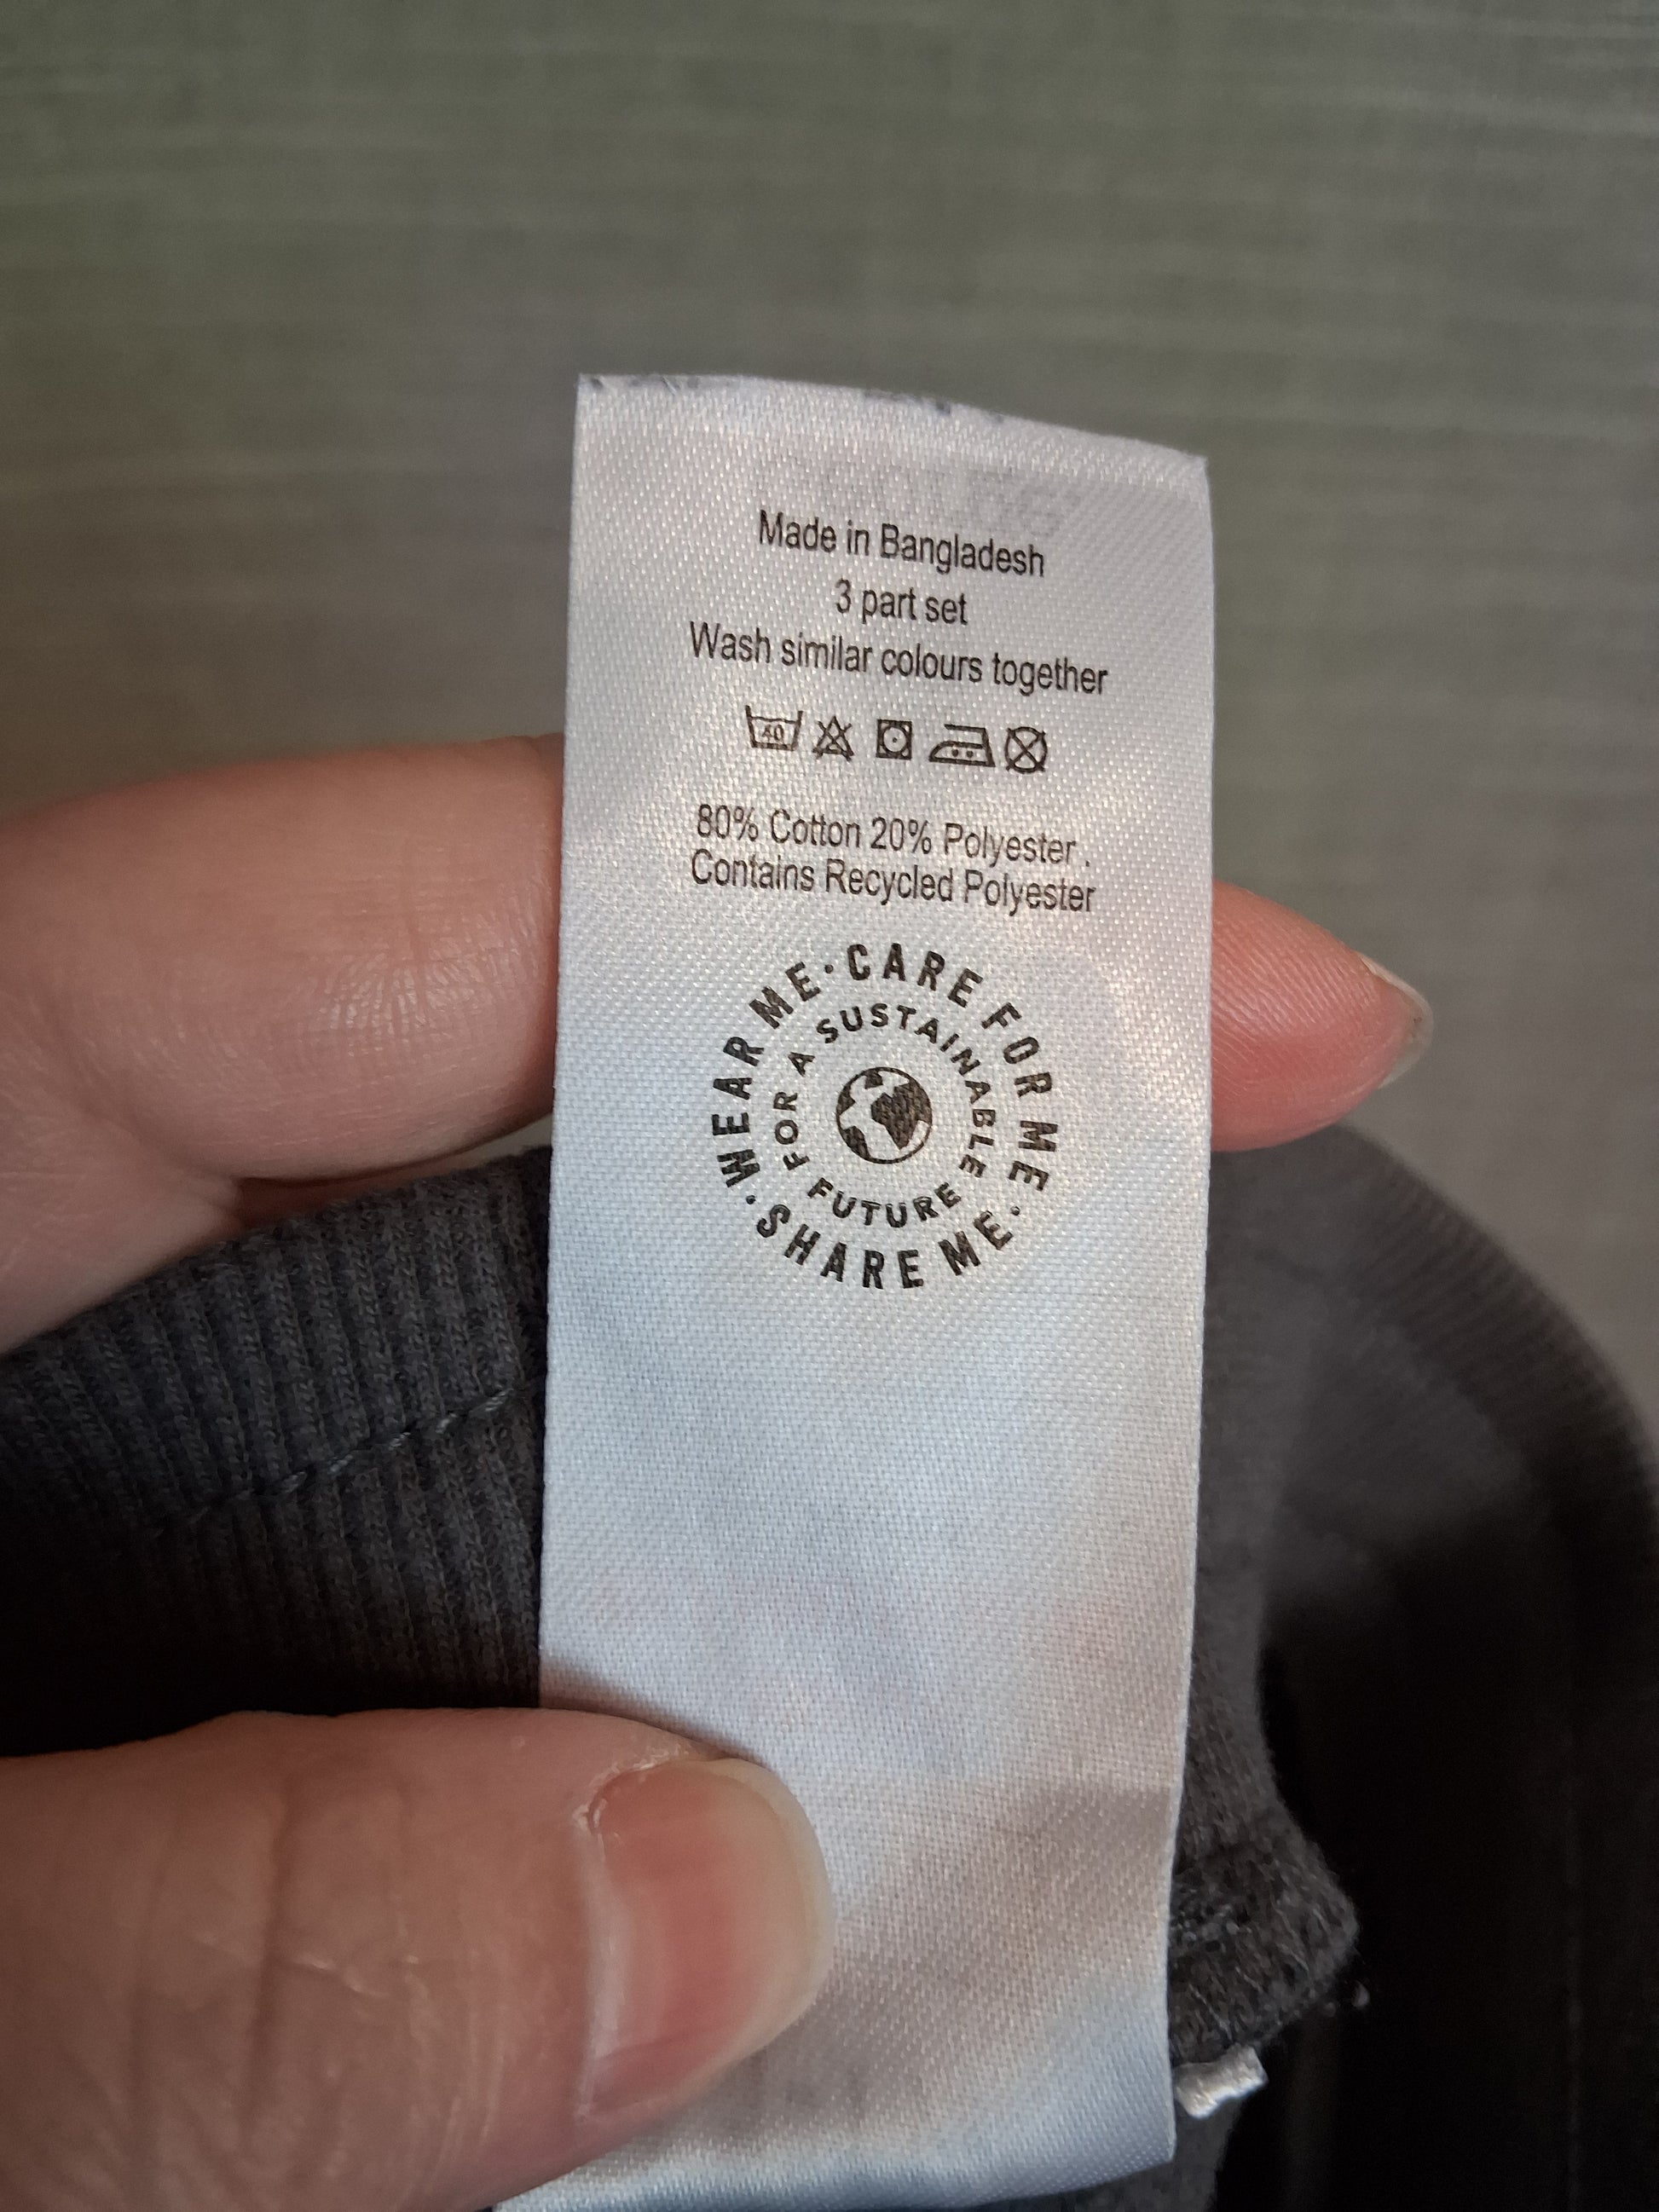 Made in Bangladesh
3 part set
Wash similar colours together
40
80% Cotton 20% Polyester .
Contains Recycled Polyester
WEAR ME · CARE FOR ME · SHARE ME ·
FOR A SUSTAINABLE FUTURE